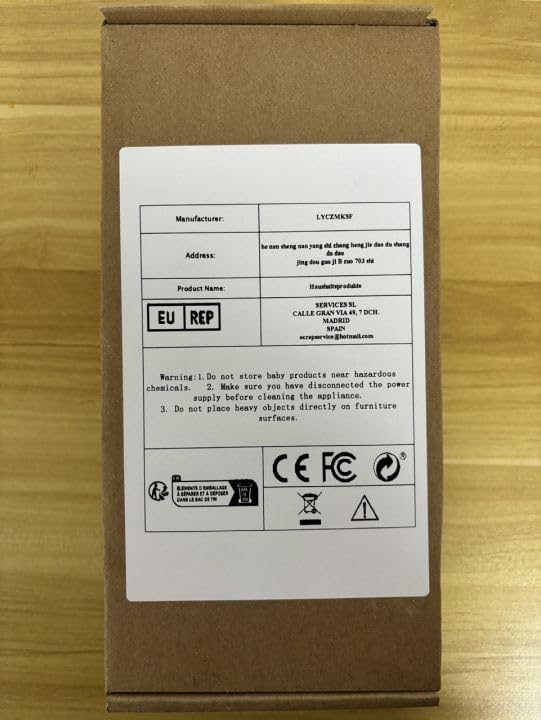 Manufacturer:
LYCZMKSF
Address:
he nan sheng nan yang shi zhang heng jie dao du shang
da dao
jing dou guo ji B zuo 703 shi
Product Name:
Haushaltsprodukte
EU REP
SERVICES SL
CALLE GRAN VIA 49, 7 DCH.
MADRID
SPAIN
ecrepservice@hotmail.com
Warning:1. Do not store baby products near hazardous
chemicals. 2. Make sure you have disconnected the power
supply before cleaning the appliance.
3. Do not place heavy objects directly on furniture
surfaces.
FR
ÉLÉMENTS D EMBALLAGE
À SÉPARER ET À DÉPOSER
DANS LE BAC DE TRI
CE FC ®